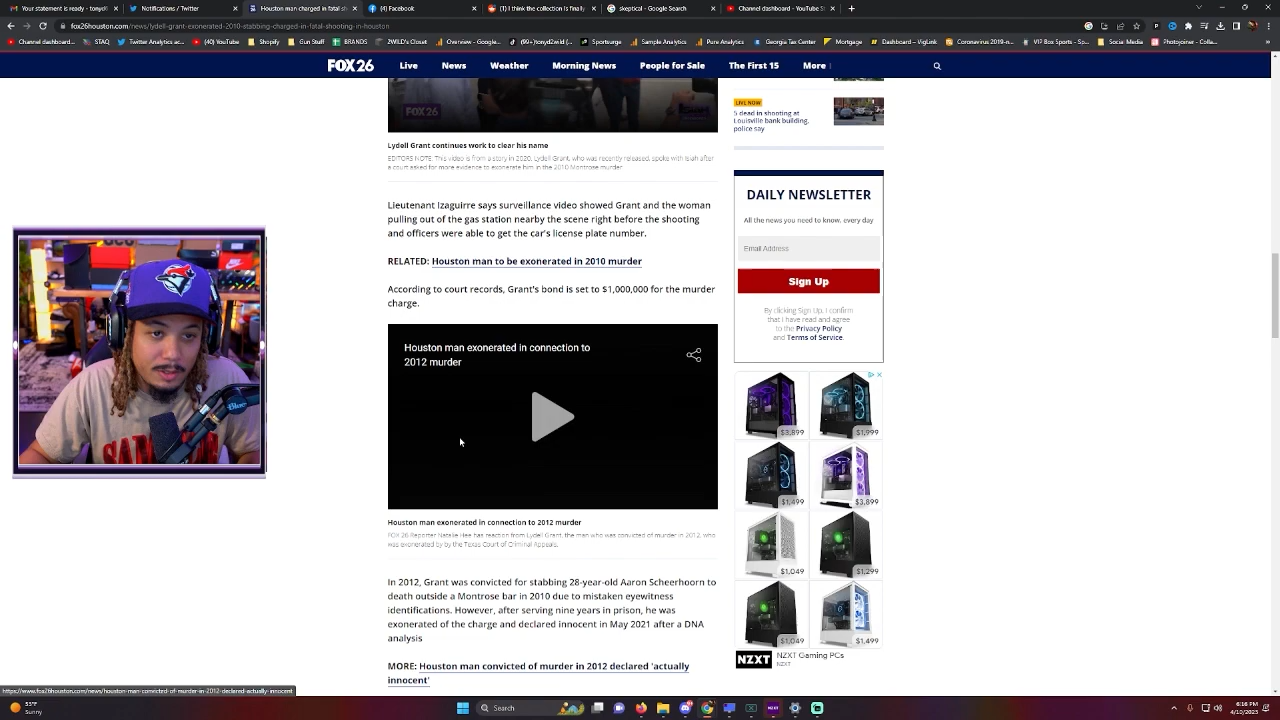 Your statement is ready - tonyd
Notifications / Twitter
Man charged in fatal sh
(4) Facebook
(1) I think the collection is finally
skeptical - Google Search
Channel dashboard - YouTube S
fox26houston.com/news/lydell-grant-exonerated-2010-stabbing-charged-in-fatal-shooting-in-houston
Channel dashboard...
STAQ
Twitter Analytics ac...
(40) YouTube
Shopify
Gun Stuff
BRANDS
2WILD's Closet
Overview - Google...
(99+)tonyd2wild (...
Sportsurge
Sample Analytics
Pure Analytics
Georgia Tax Center
Mortgage
Dashboard – VigLink
Coronavirus 2019-n...
VIP Box Sports - Sp...
Social Media
Photojoiner - Colla...
FOX 26
Live
News
Weather
Morning News
People for Sale
The First 15
More
FOX26
LIVE NOW
5 dead in shooting at
Louisville bank building,
police say
Lydell Grant continues work to clear his name
EDITORS NOTE: This video is from a story in 2020. Lydell Grant, who was recently released, spoke with Isiah after
a court asked for more evidence to exonerate him in the 2010 Montrose murder
Lieutenant Izaguirre says surveillance video showed Grant and the woman
pulling out of the gas station nearby the scene right before the shooting
and officers were able to get the car's license plate number.
RELATED: Houston man to be exonerated in 2010 murder
According to court records, Grant's bond is set to $1,000,000 for the murder
charge.
Houston man exonerated in connection to
2012 murder
Houston man exonerated in connection to 2012 murder
FOX 26 Reporter Natalie Hee has reaction from Lydell Grant, the man who was convicted of murder in 2012, who
was exonerated by by the Texas Court of Criminal Appeals.
In 2012, Grant was convicted for stabbing 28-year-old Aaron Scheerhoorn to
death outside a Montrose bar in 2010 due to mistaken eyewitness
identifications. However, after serving nine years in prison, he was
exonerated of the charge and declared innocent in May 2021 after a DNA
analysis
MORE: Houston man convicted of murder in 2012 declared 'actually
innocent'
DAILY NEWSLETTER
All the news you need to know, every day
Email Address
Sign Up
By clicking Sign Up, I confirm
that I have read and agree
to the Privacy Policy
and Terms of Service.
$3,899
$1,999
$1,499
$3,899
$1,049
$1,299
$1,049
$1,499
NZXT
NZXT Gaming PCs
NZXT
Blue
https://www.fox26houston.com/news/houston-man-convicted-of-murder-in-2012-declared-actually-innocent
53°F
Sunny
Search
NZXT
6:16 PM
4/10/2023